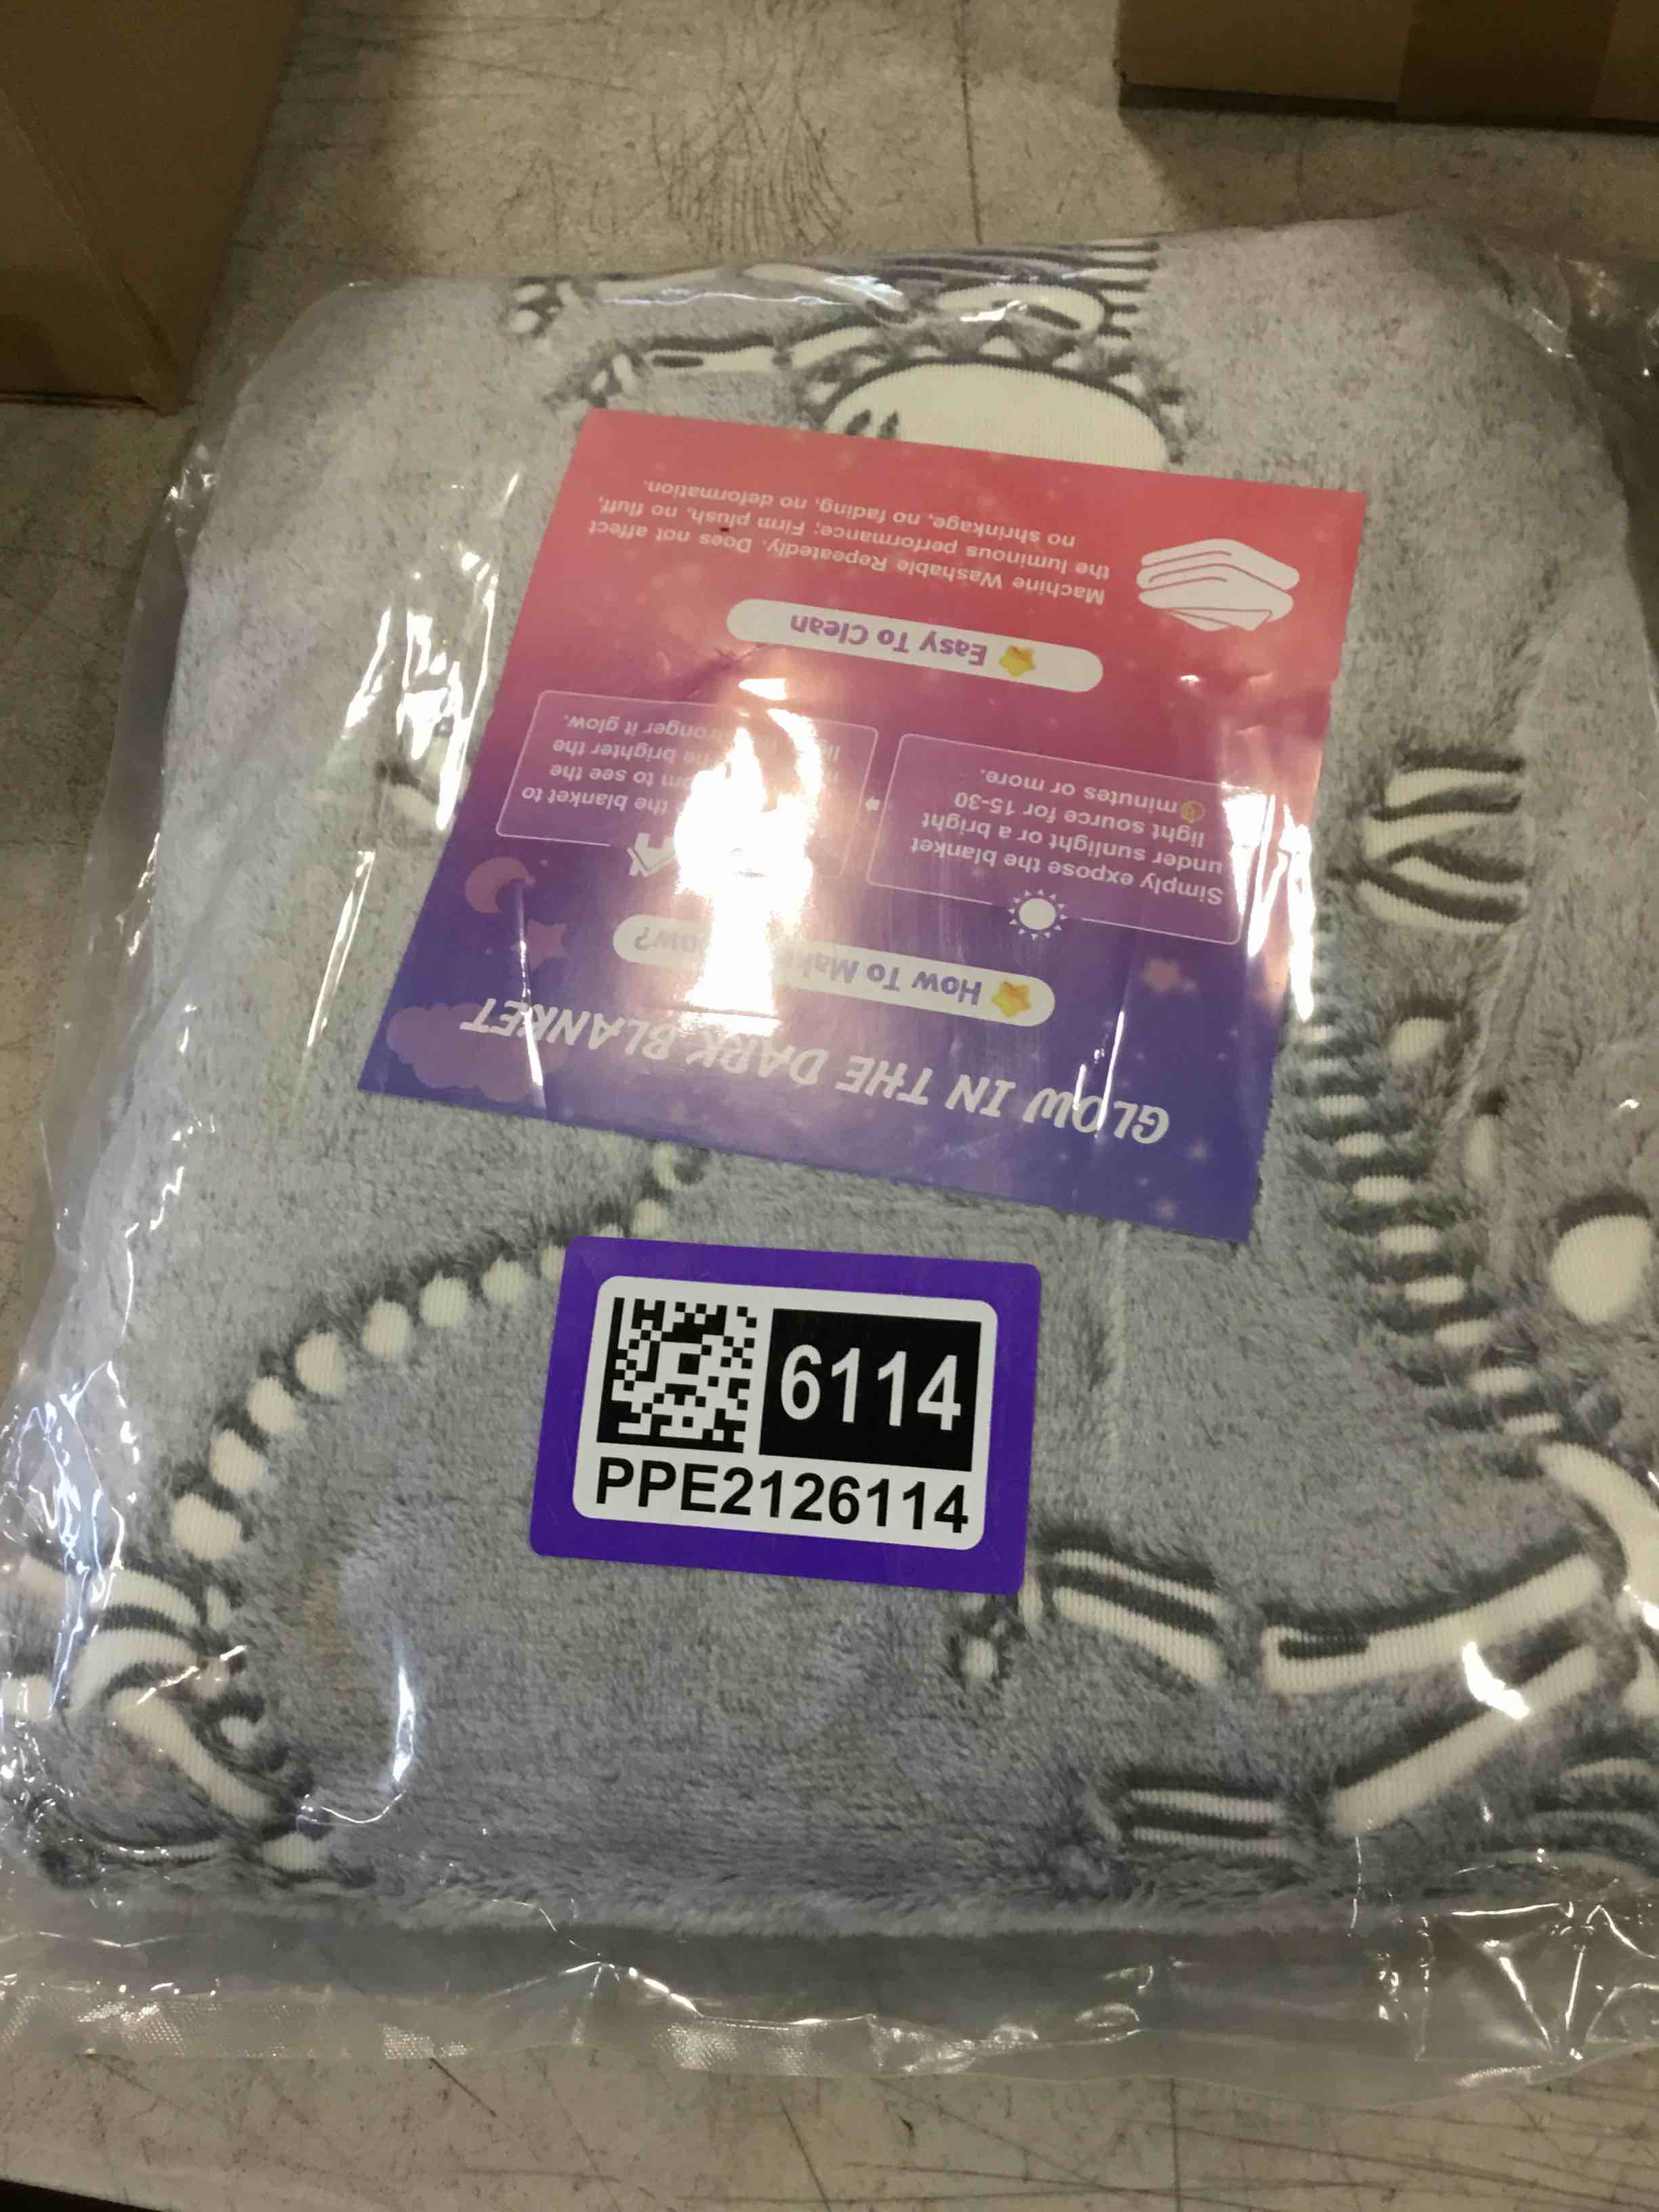 GLOW IN THE DARK BLANKET
How To Mak
Simply expose the blanket
under sunlight or a bright
light source for 15-30
minutes or more.
the blanket to
to see the
brighter the
it glow.
Easy To Clean
Machine Washable Repeatedly. Does not affect
the luminous performance; Firm plush, no fluff,
no shrinkage, no fading, no deformation.
6114
PPE2126114